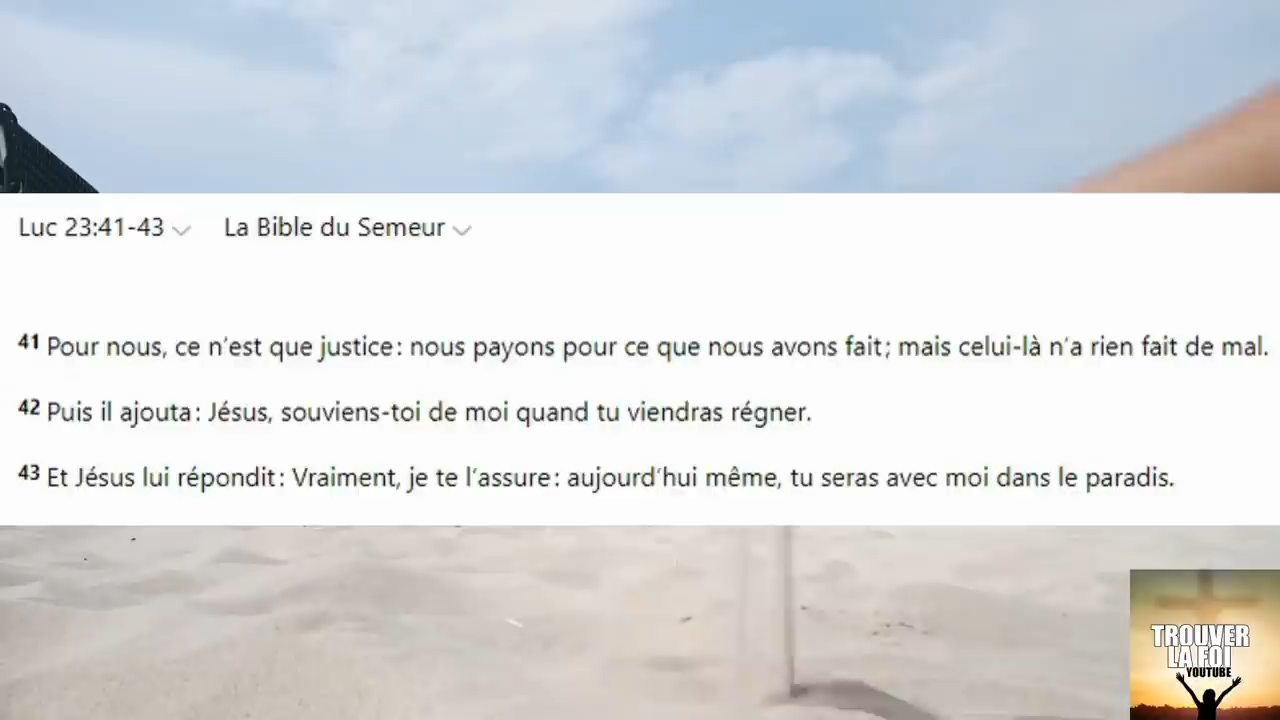 Luc 23:41-43 La Bible du Semeur
41 Pour nous, ce n'est que justice : nous payons pour ce que nous avons fait ; mais celui-là n'a rien fait de mal.
42 Puis il ajouta : Jésus, souviens-toi de moi quand tu viendras régner.
43 Et Jésus lui répondit : Vraiment, je te l'assure : aujourd'hui même, tu seras avec moi dans le paradis.
TROUVER
LA FOI
YOUTUBE